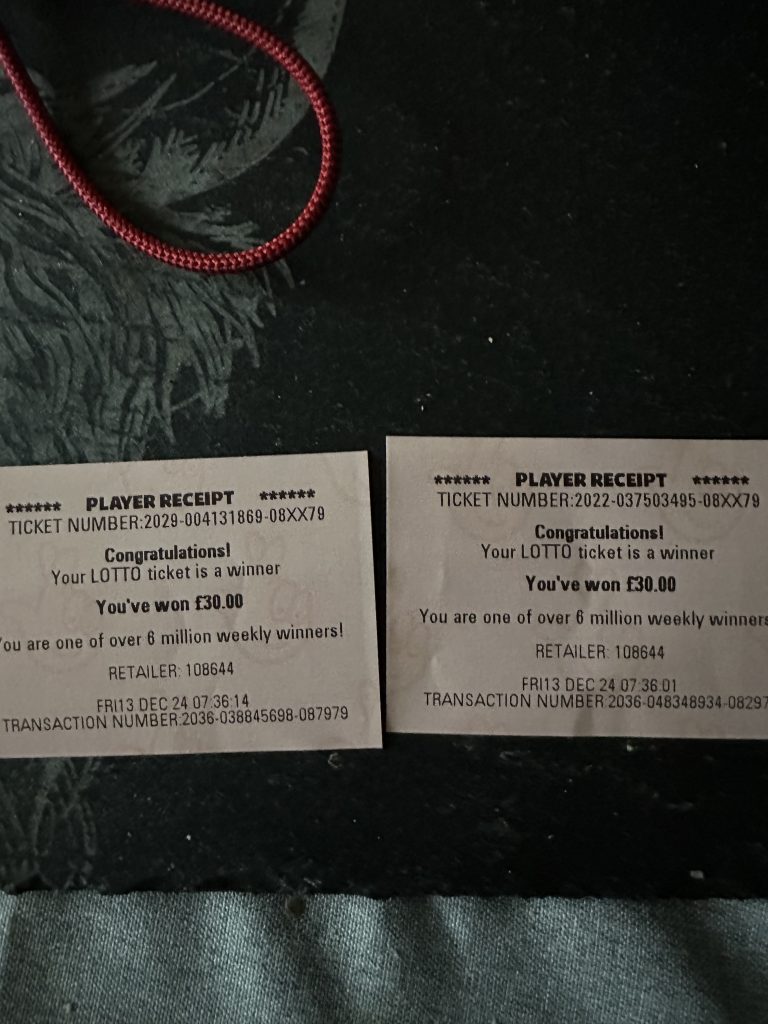 ****** PLAYER RECEIPT ******
TICKET NUMBER:2029-004131869-08XX79
Congratulations!
Your LOTTO ticket is a winner
You've won £30.00
You are one of over 6 million weekly winners!
RETAILER: 108644
FRI13 DEC 24 07:36:14
TRANSACTION NUMBER:2036-038845698-087979
****** PLAYER RECEIPT ******
TICKET NUMBER:2022-037503495-08XX79
Congratulations!
Your LOTTO ticket is a winner
You've won £30.00
You are one of over 6 million weekly winners
RETAILER: 108644
FRI13 DEC 24 07:36:01
TRANSACTION NUMBER:2036-048348934-08297